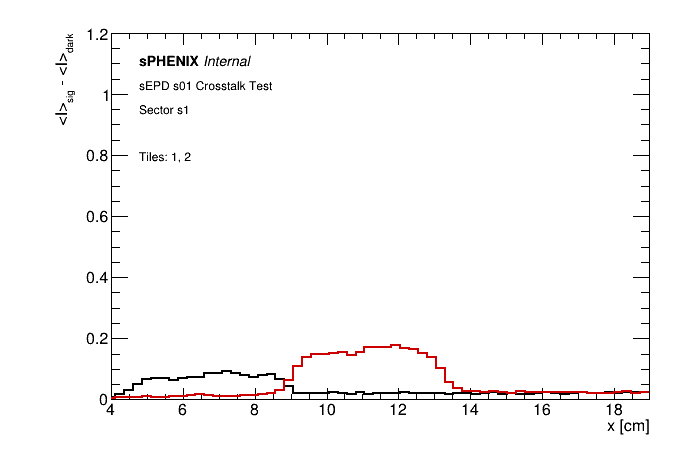 <I>sig - <I>dark
sPHENIX Internal
sEPD s01 Crosstalk Test
Sector s1
Tiles: 1, 2
1.2
1
0.8
0.6
0.4
0.2
0
4 6 8 10 12 14 16 18
x [cm]